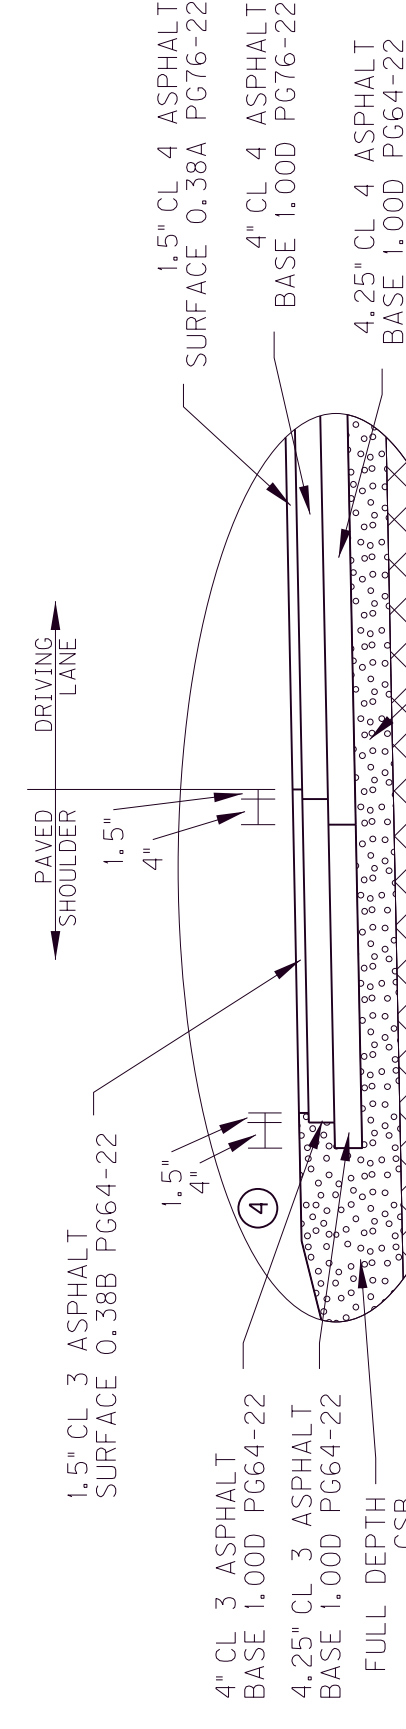 1.5" CL 4 ASPHALT
SURFACE 0.38A PG76-22
4" CL 4 ASPHALT
BASE 1.00D PG76-22
4.25" CL 4 ASPHALT
BASE 1.00D PG64-22
DRIVING
LANE
PAVED
SHOULDER
1.5"
4"
1.5"
4"
4
1.5" CL 3 ASPHALT
SURFACE 0.38B PG64-22
4" CL 3 ASPHALT
BASE 1.00D PG64-22
4.25" CL 3 ASPHALT
BASE 1.00D PG64-22
FULL DEPTH